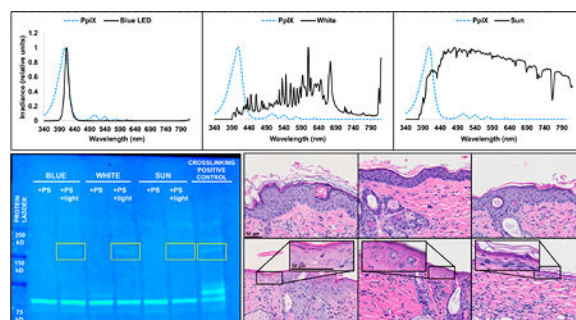 PpIX Blue LED
PpIX White
PpIX Sun
Irradiance (relative units)
1.2
1
0.8
0.6
0.4
0.2
0
340 390 440 490 540 590 640 690 740 790
340 390 440 490 540 590 640 690 740 790
340 390 440 490 540 590 640 690 740 790
Wavelength (nm)
Wavelength (nm)
Wavelength (nm)
PROTEIN
LADDER
BLUE WHITE SUN
CROSSLINKING
POSITIVE
CONTROL
+PS +PS
+light
+PS +PS
+light
+PS +PS
+light
250
kD
150
kD
75
kD